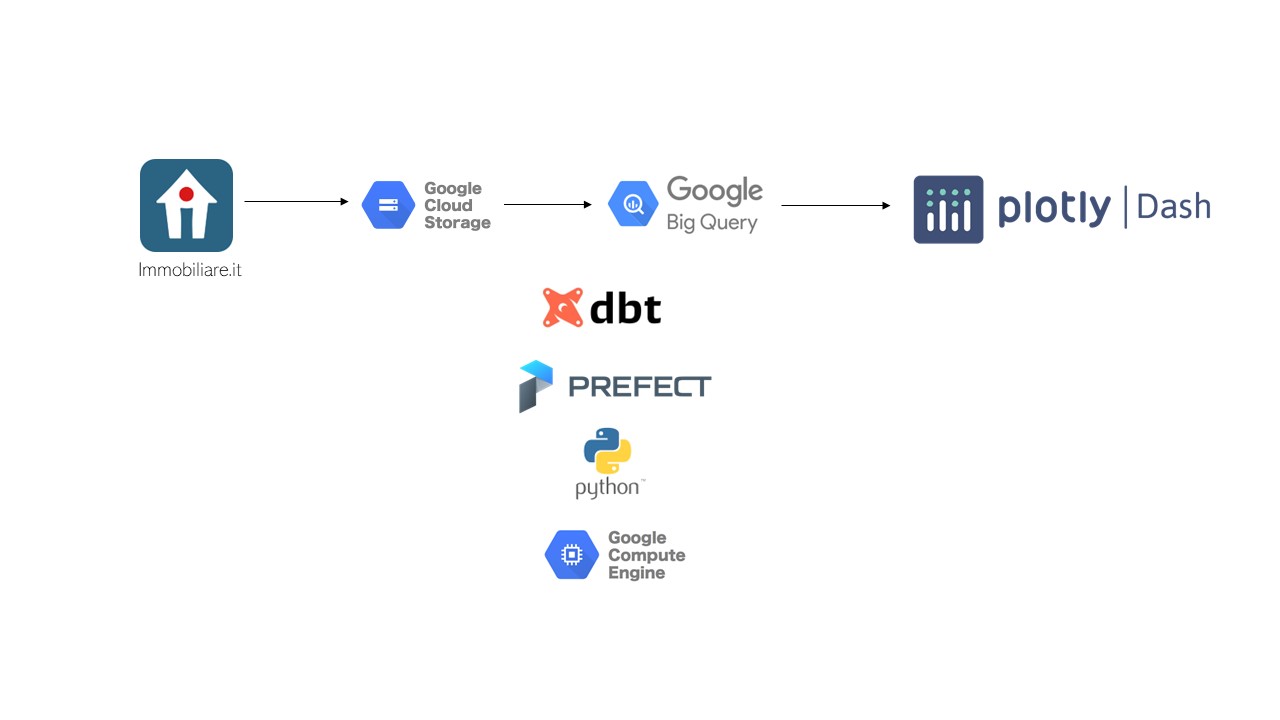 Immobiliare.it
Google
Cloud
Storage
Google
Big Query
plotly | Dash
dbt
PREFECT
python™
Google
Compute
Engine